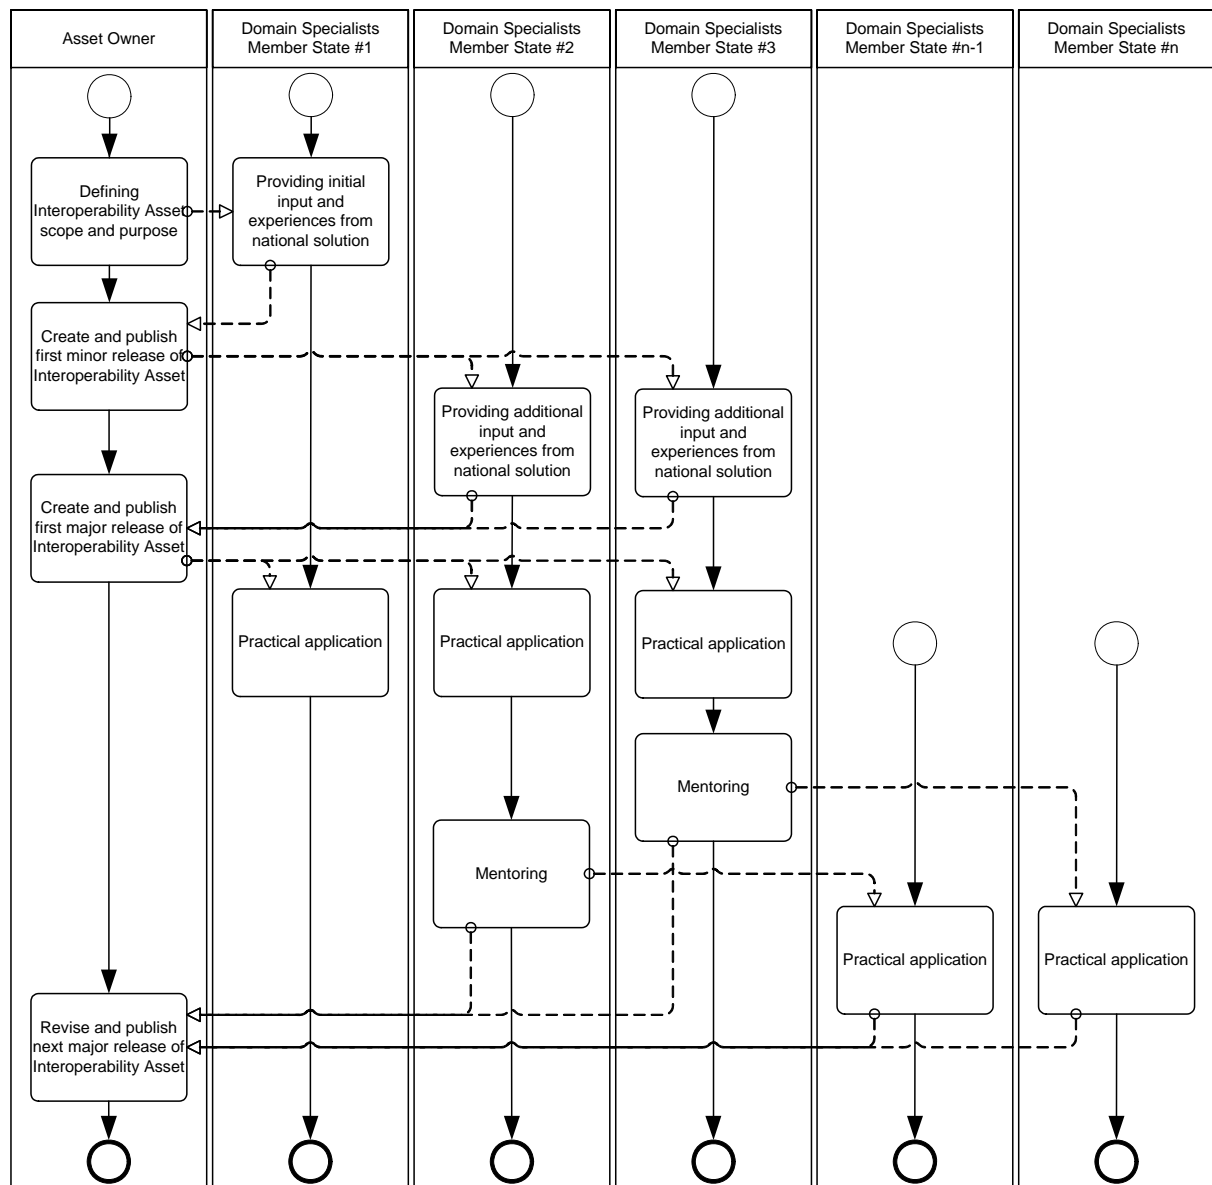 Asset Owner
Domain Specialists
Member State #1
Domain Specialists
Member State #2
Domain Specialists
Member State #3
Domain Specialists
Member State #n-1
Domain Specialists
Member State #n
Defining
Interoperability Asset
scope and purpose
Providing initial
input and
experiences from
national solution
Create and publish
first minor release of
Interoperability Asset
Providing additional
input and
experiences from
national solution
Providing additional
input and
experiences from
national solution
Create and publish
first major release of
Interoperability Asset
Practical application
Practical application
Practical application
Mentoring
Mentoring
Practical application
Practical application
Revise and publish
next major release of
Interoperability Asset